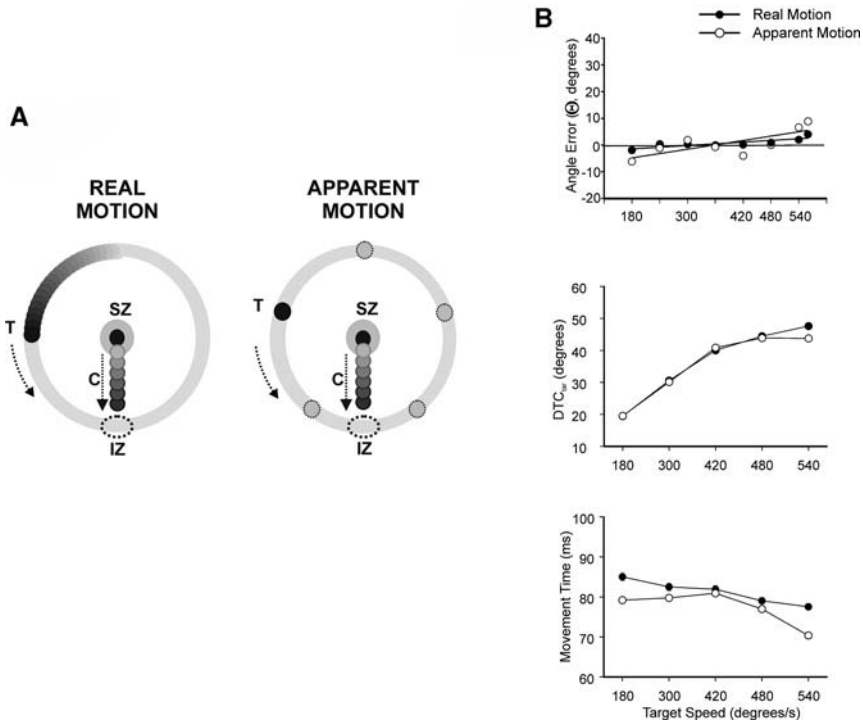 A
REAL MOTION
T
SZ
C
IZ
APPARENT MOTION
T
SZ
C
IZ
B
Real Motion
Apparent Motion
Angle Error (Θ, degrees)
40
30
20
10
0
-10
-20
180 300 420 480 540
DTCtar (degrees)
60
50
40
30
20
10
180 300 420 480 540
Movement Time (ms)
100
90
80
70
60
180 300 420 480 540
Target Speed (degrees/s)